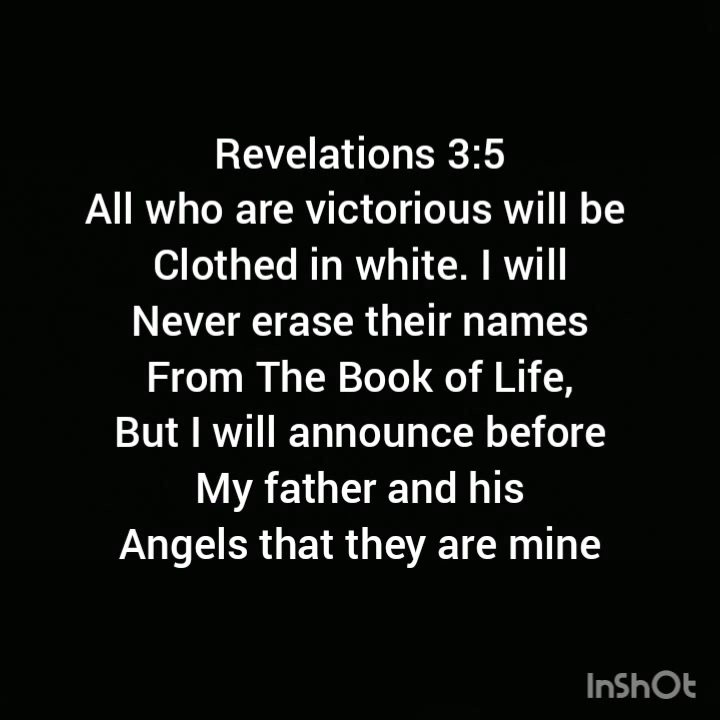 Revelations 3:5
All who are victorious will be
Clothed in white. I will
Never erase their names
From The Book of Life,
But I will announce before
My father and his
Angels that they are mine
InShOt